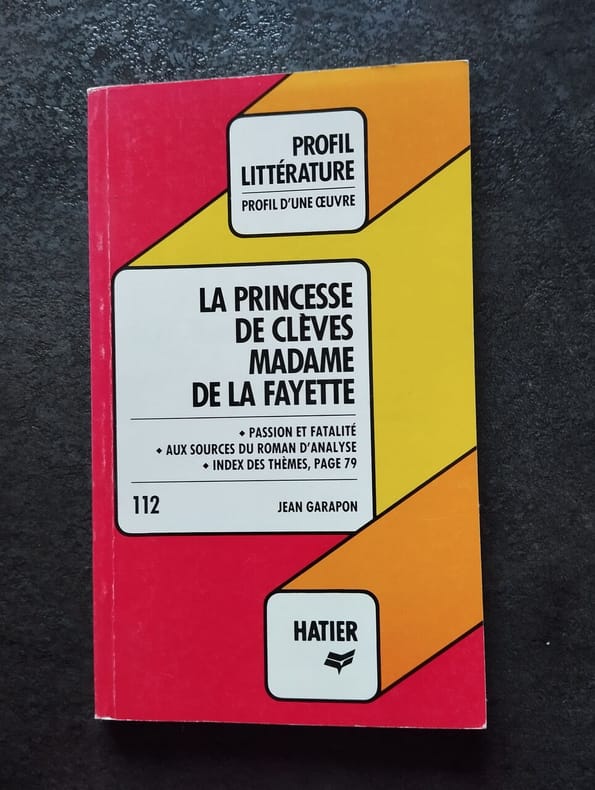 PROFIL
LITTÉRATURE
PROFIL D'UNE ŒUVRE
LA PRINCESSE
DE CLÈVES
MADAME
DE LA FAYETTE
◆ PASSION ET FATALITÉ
◆ AUX SOURCES DU ROMAN D'ANALYSE
◆ INDEX DES THÈMES, PAGE 79
112 JEAN GARAPON
HATIER